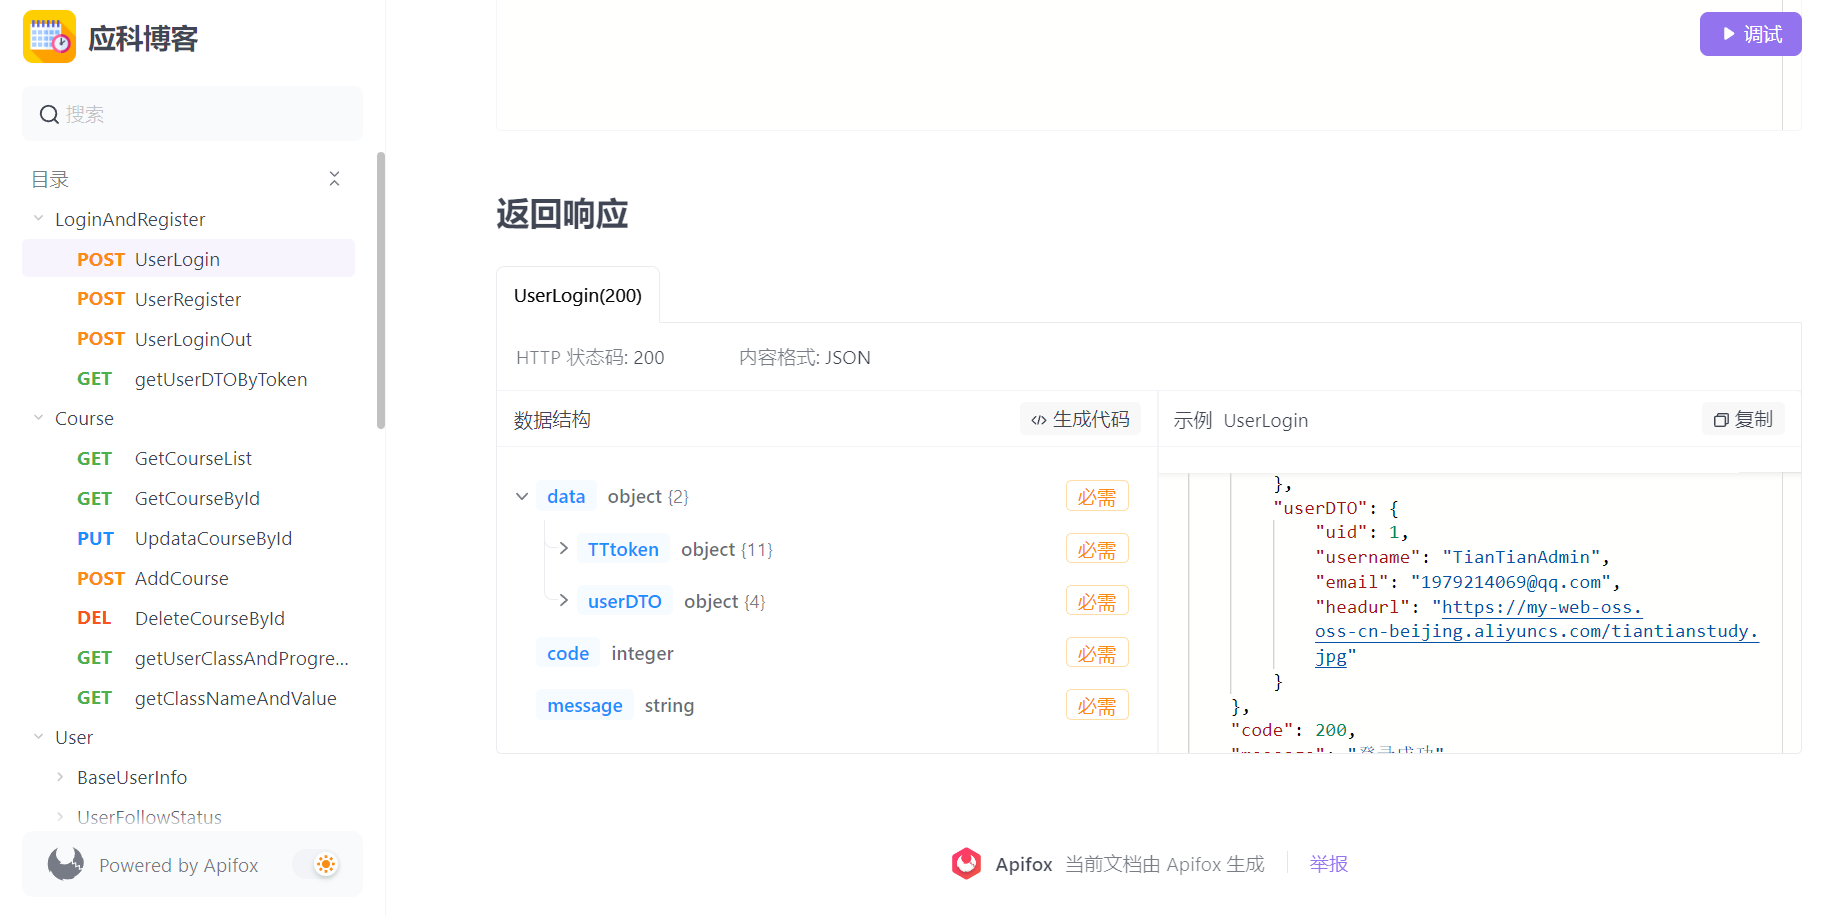 应科博客
调试
搜索
目录
LoginAndRegister
POST UserLogin
POST UserRegister
POST UserLoginOut
GET getUserDTOByToken
Course
GET GetCourseList
GET GetCourseById
PUT UpdataCourseById
POST AddCourse
DEL DeleteCourseById
GET getUserClassAndProgre...
GET getClassNameAndValue
User
BaseUserInfo
UserFollowStatus
Powered by Apifox
返回响应
UserLogin(200)
HTTP 状态码: 200 内容格式: JSON
数据结构
生成代码
data object {2} 必需
TTtoken object {11} 必需
userDTO object {4} 必需
code integer 必需
message string 必需
示例 UserLogin
复制
},
"userDTO": {
"uid": 1,
"username": "TianTianAdmin",
"email": "1979214069@qq.com",
"headurl": "https://my-web-oss.
oss-cn-beijing.aliyuncs.com/tiantianstudy.
jpg"
}
},
"code": 200,
"message": "登录成功"
Apifox 当前文档由 Apifox 生成 举报